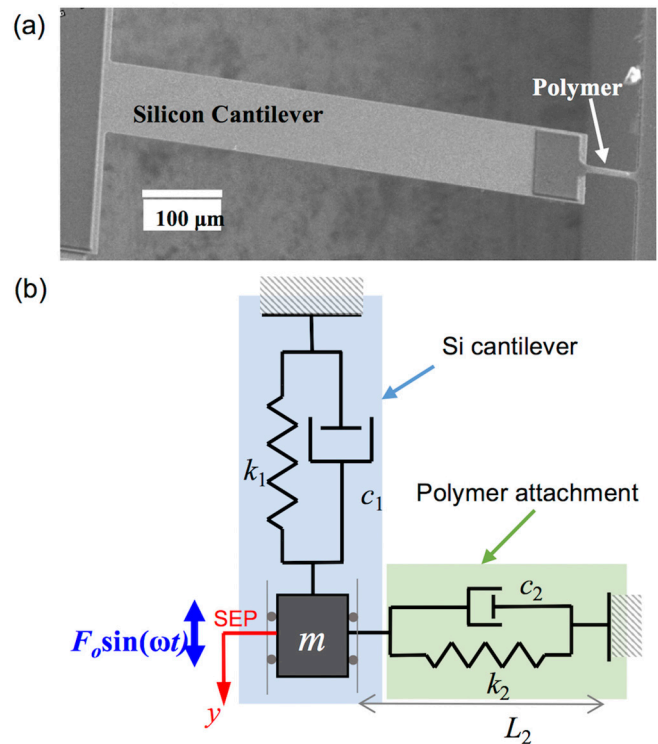 (a)
Silicon Cantilever
Polymer
100 µm
(b)
Si cantilever
k₁
c₁
Polymer attachment
SEP
Fₒsin(ωt)
m
y
c₂
k₂
L₂